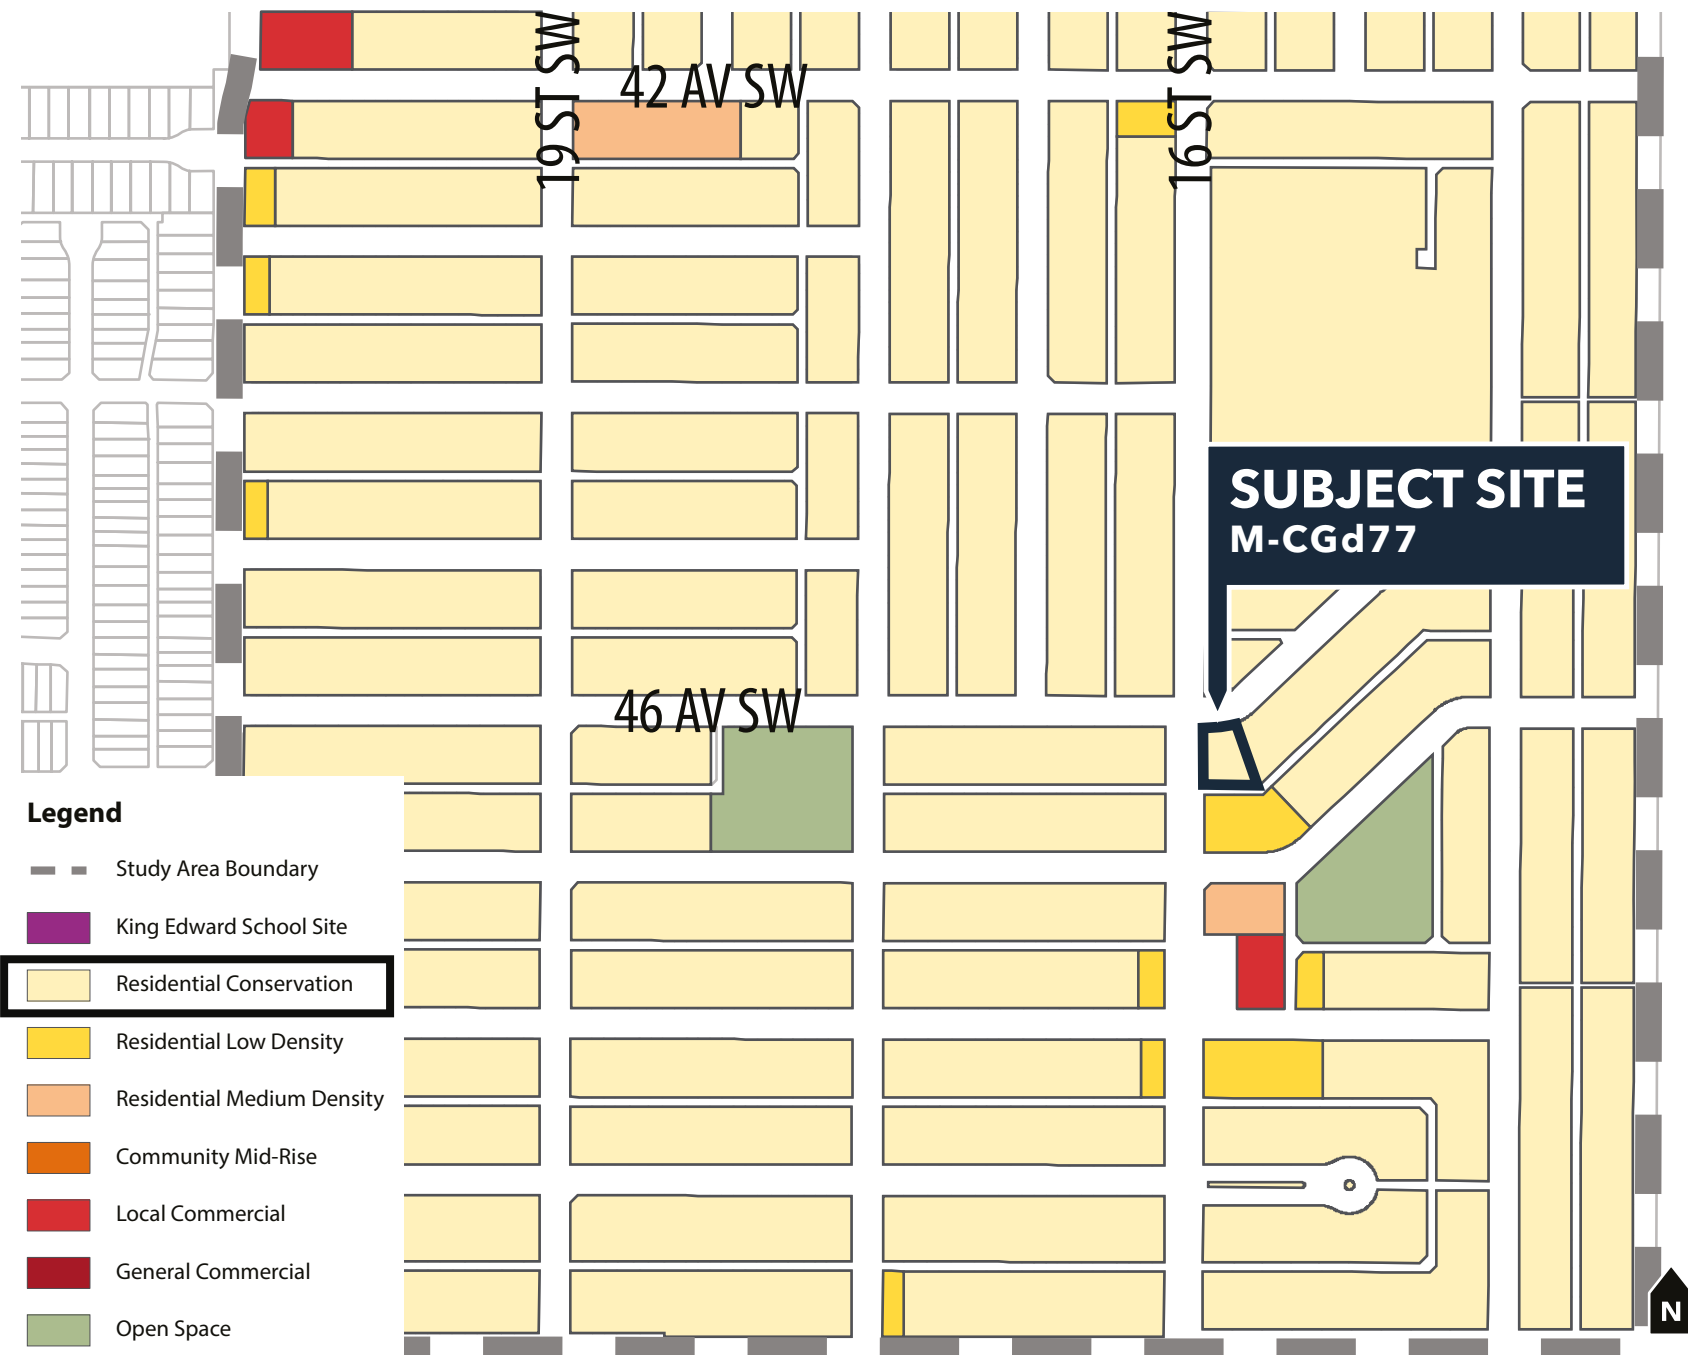 19 ST SW
42 AV SW
16 ST SW
SUBJECT SITE
M-CGd77
46 AV SW
Legend
Study Area Boundary
King Edward School Site
Residential Conservation
Residential Low Density
Residential Medium Density
Community Mid-Rise
Local Commercial
General Commercial
Open Space
N